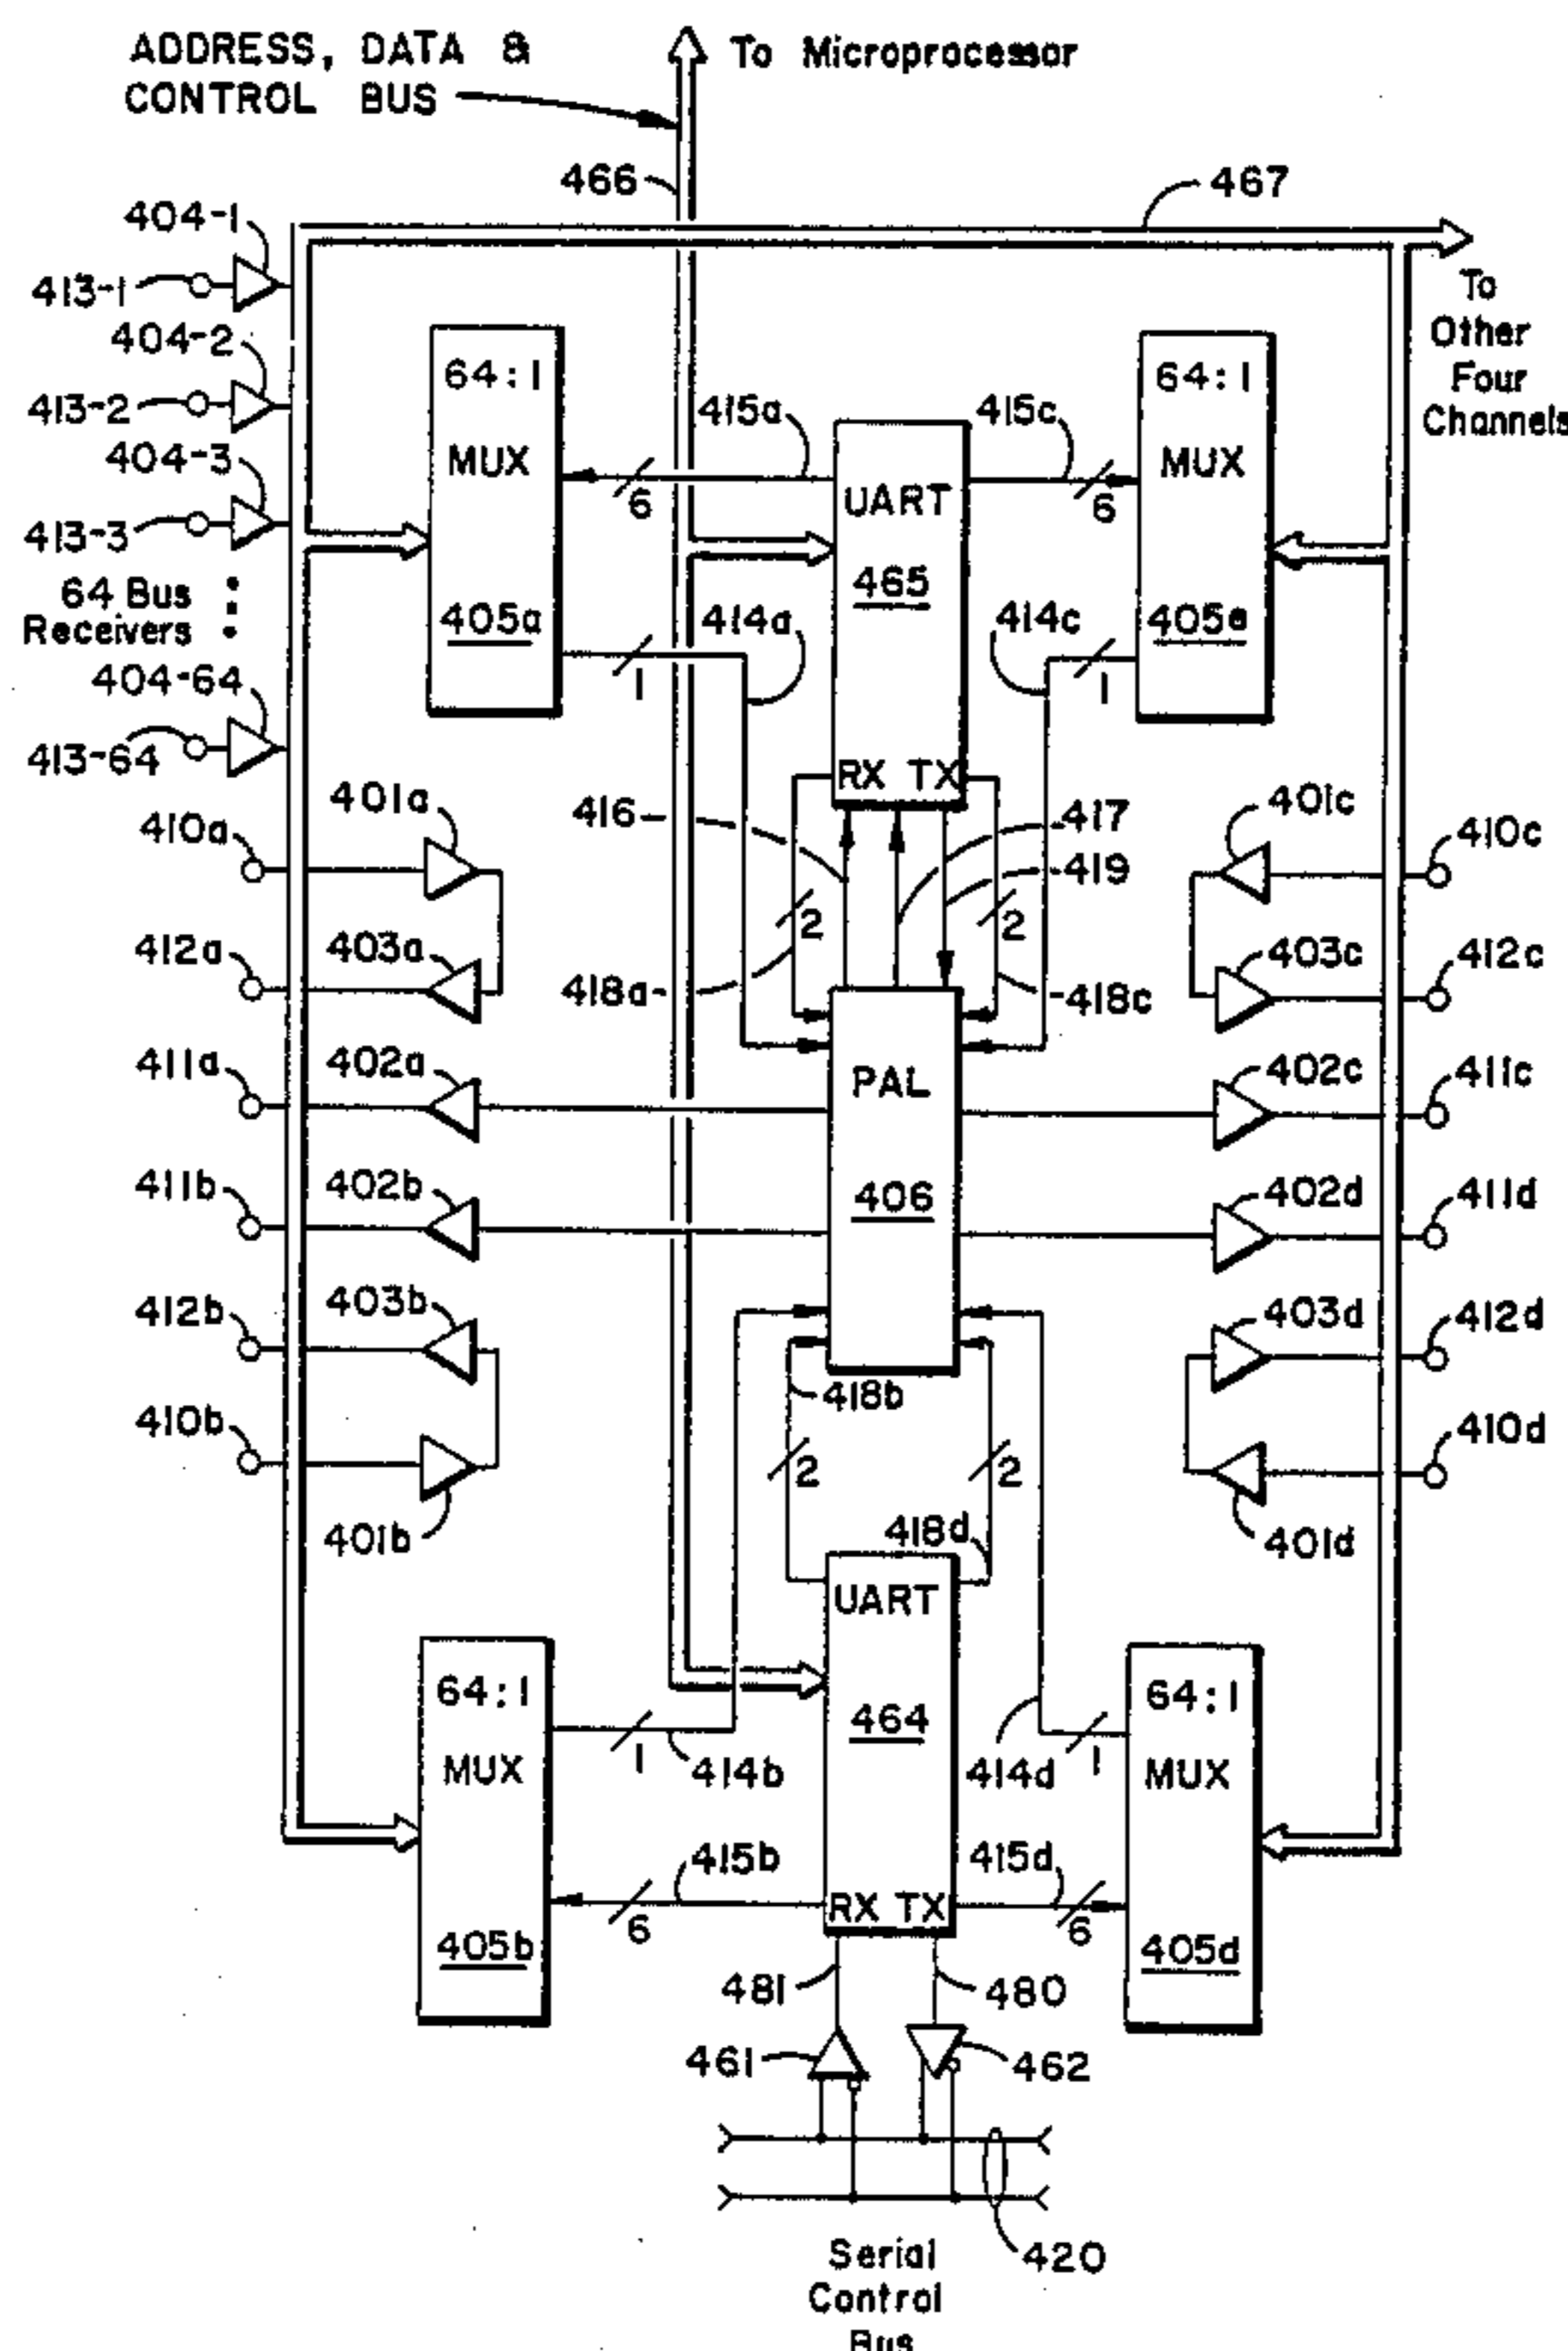 ADDRESS, DATA &
CONTROL BUS
To Microprocessor
466
467
404-1
413-1
404-2
413-2
404-3
413-3
64 Bus
Receivers
404-64
413-64
To
Other
Four
Channels
64:1
MUX
405a
415a
6
UART
465
RX TX
415c
6
64:1
MUX
405e
414a
1
414c
1
401a
410a
416
417
419
401c
410c
412a
403a
418a
2
2
418c
403c
412c
411a
402a
PAL
406
402c
411c
411b
402b
402d
411d
412b
403b
403d
412d
410b
401b
418b
2
2
418d
410d
401d
64:1
MUX
405b
1
414b
UART
464
RX TX
414d
1
64:1
MUX
405d
415b
6
415d
6
481
480
461
462
420
Serial
Control
Bus